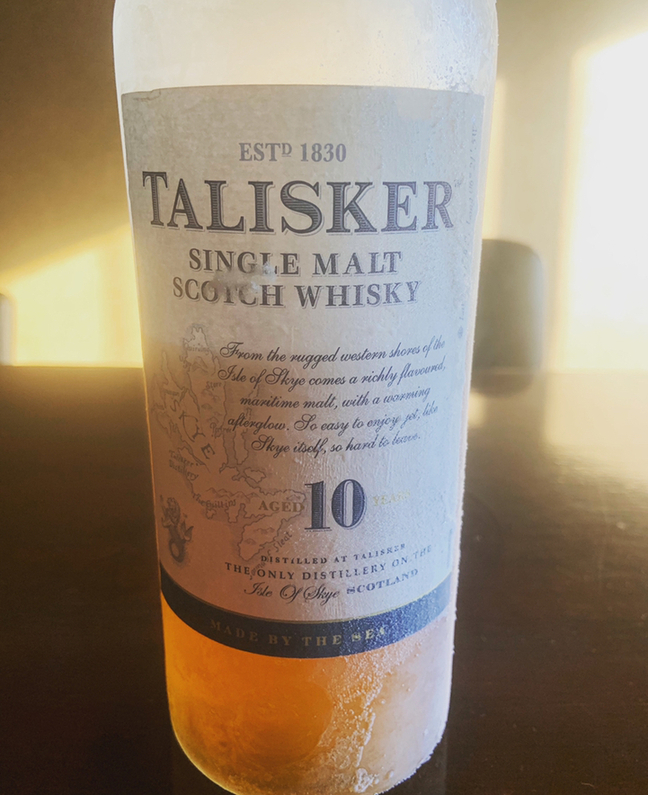 ESTD 1830
TALISKER
SINGLE MALT
SCOTCH WHISKY
From the rugged western shores of the
Isle of Skye comes a richly flavoured,
maritime malt, with a warming
afterglow. So easy to enjoy yet, like
Skye itself, so hard to leave.
SKYE
AGED 10 YEARS
DISTILLED AT TALISKER
THE ONLY DISTILLERY ON THE
Isle Of Skye SCOTLAND
MADE BY THE SEA